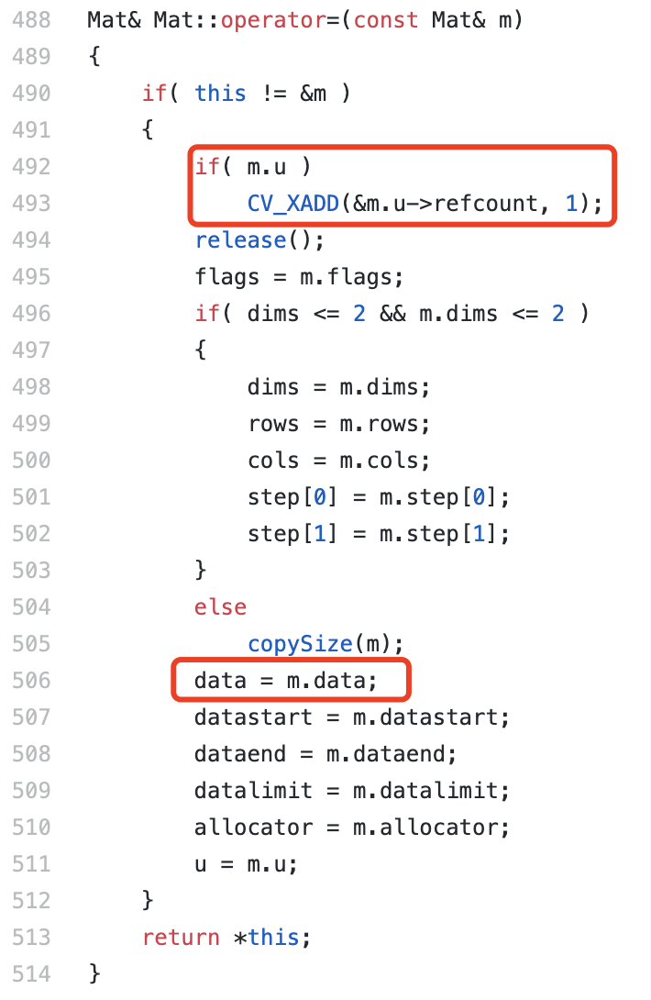 488 Mat& Mat::operator=(const Mat& m)
489 {
490     if( this != &m )
491     {
492         if( m.u )
493             CV_XADD(&m.u->refcount, 1);
494         release();
495         flags = m.flags;
496         if( dims <= 2 && m.dims <= 2 )
497         {
498             dims = m.dims;
499             rows = m.rows;
500             cols = m.cols;
501             step[0] = m.step[0];
502             step[1] = m.step[1];
503         }
504         else
505             copySize(m);
506         data = m.data;
507         datastart = m.datastart;
508         dataend = m.dataend;
509         datalimit = m.datalimit;
510         allocator = m.allocator;
511         u = m.u;
512     }
513     return *this;
514 }